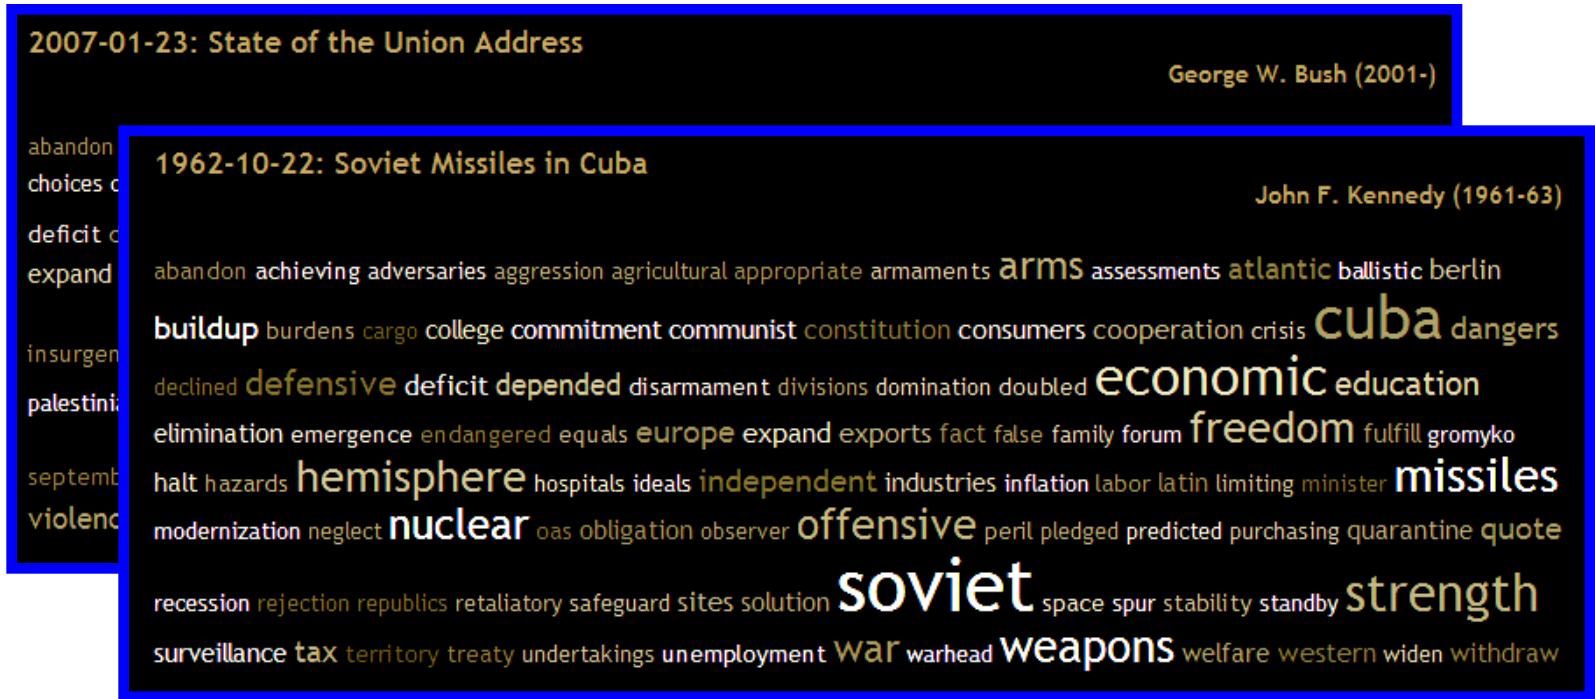 2007-01-23: State of the Union Address
George W. Bush (2001-)
abandon
choices
deficit
expand
violenc
1962-10-22: Soviet Missiles in Cuba
John F. Kennedy (1961-63)
abandon achieving adversaries aggression agricultural appropriate armaments arms assessments atlantic ballistic berlin
buildup burdens cargo college commitment communist constitution consumers cooperation crisis cuba dangers
declined defensive deficit depended disarmament divisions domination doubled economic education
elimination emergence endangered equals europe expand exports fact false family forum freedom fulfill gromyko
halt hazards hemisphere hospitals ideals independent industries inflation labor latin limiting minister missiles
modernization neglect nuclear oas obligation observer offensive peril pledged predicted purchasing quarantine quote
recession rejection republics retaliatory safeguard sites solution soviet space spur stability standby strength
surveillance tax territory treaty undertakings unemployment war warhead weapons welfare western widen withdraw